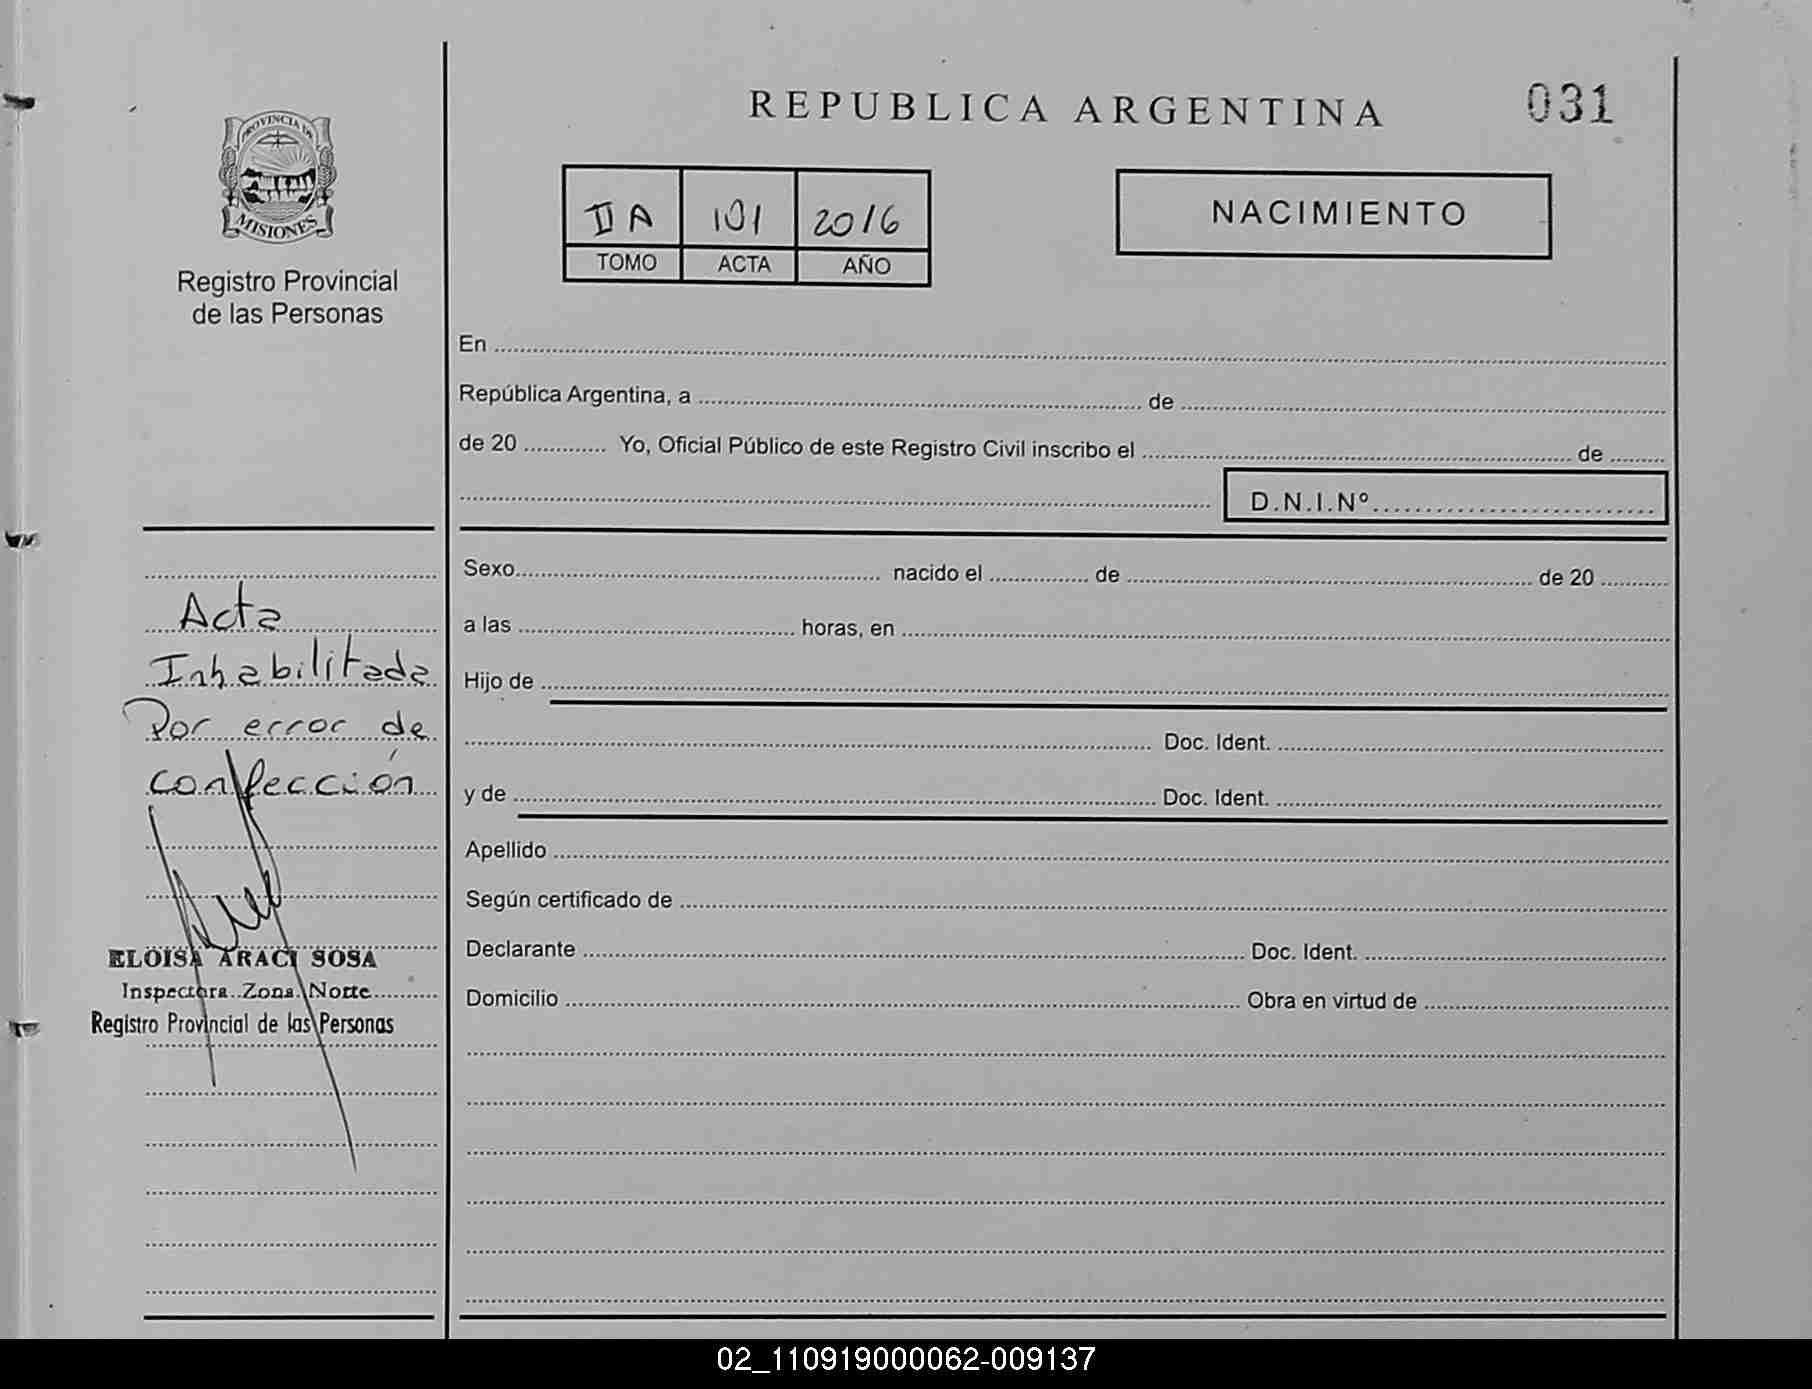 REPUBLICA ARGENTINA
031
PROVINCIA DE
MISIONES
Registro Provincial
de las Personas
II A 101 2016
TOMO ACTA AÑO
NACIMIENTO
En
República Argentina, a de
de 20 Yo, Oficial Público de este Registro Civil inscribo el de
D.N.I.Nº
Sexo nacido el de de 20
a las horas, en
Hijo de
Doc. Ident.
y de Doc. Ident.
Apellido
Según certificado de
Declarante Doc. Ident.
Domicilio Obra en virtud de
Acta
Inhabilitada
Por error de
confección
ELOISA ARACI SOSA
Inspectora Zona Norte
Registro Provincial de las Personas
02_110919000062-009137